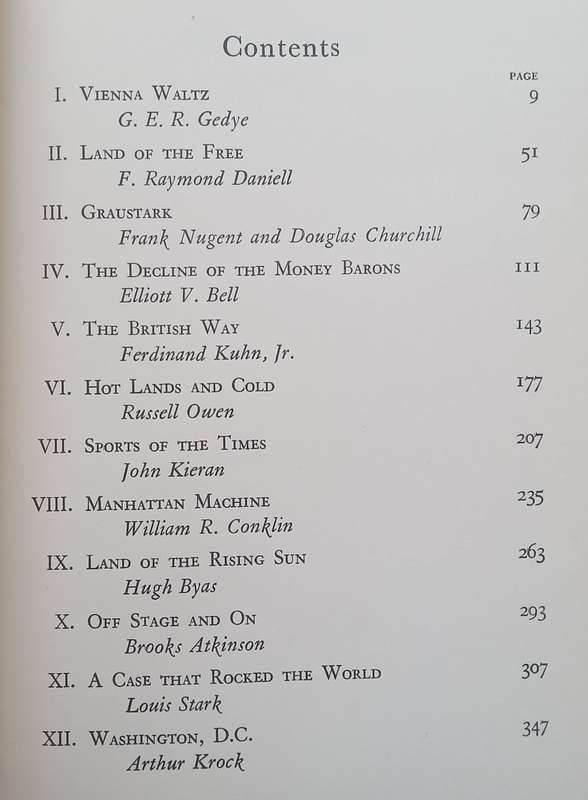 Contents
PAGE
I. Vienna Waltz 9
G. E. R. Gedye
II. Land of the Free 51
F. Raymond Daniell
III. Graustark 79
Frank Nugent and Douglas Churchill
IV. The Decline of the Money Barons 111
Elliott V. Bell
V. The British Way 143
Ferdinand Kuhn, Jr.
VI. Hot Lands and Cold 177
Russell Owen
VII. Sports of the Times 207
John Kieran
VIII. Manhattan Machine 235
William R. Conklin
IX. Land of the Rising Sun 263
Hugh Byas
X. Off Stage and On 293
Brooks Atkinson
XI. A Case that Rocked the World 307
Louis Stark
XII. Washington, D.C. 347
Arthur Krock